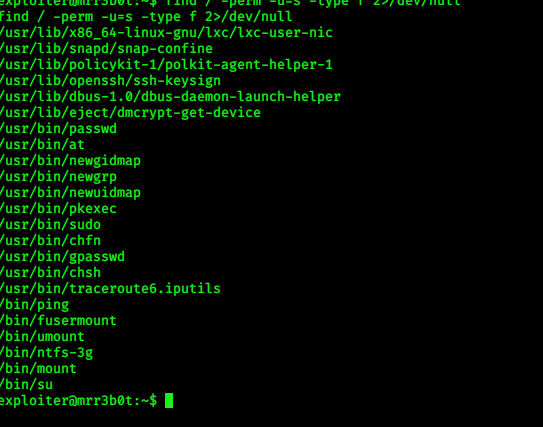 exploiter@mrr3b0t:~$ find / -perm -u=s -type f 2>/dev/null
find / -perm -u=s -type f 2>/dev/null
/usr/lib/x86_64-linux-gnu/lxc/lxc-user-nic
/usr/lib/snapd/snap-confine
/usr/lib/policykit-1/polkit-agent-helper-1
/usr/lib/openssh/ssh-keysign
/usr/lib/dbus-1.0/dbus-daemon-launch-helper
/usr/lib/eject/dmcrypt-get-device
/usr/bin/passwd
/usr/bin/at
/usr/bin/newgidmap
/usr/bin/newgrp
/usr/bin/newuidmap
/usr/bin/pkexec
/usr/bin/sudo
/usr/bin/chfn
/usr/bin/gpasswd
/usr/bin/chsh
/usr/bin/traceroute6.iputils
/bin/ping
/bin/fusermount
/bin/umount
/bin/ntfs-3g
/bin/mount
/bin/su
exploiter@mrr3b0t:~$